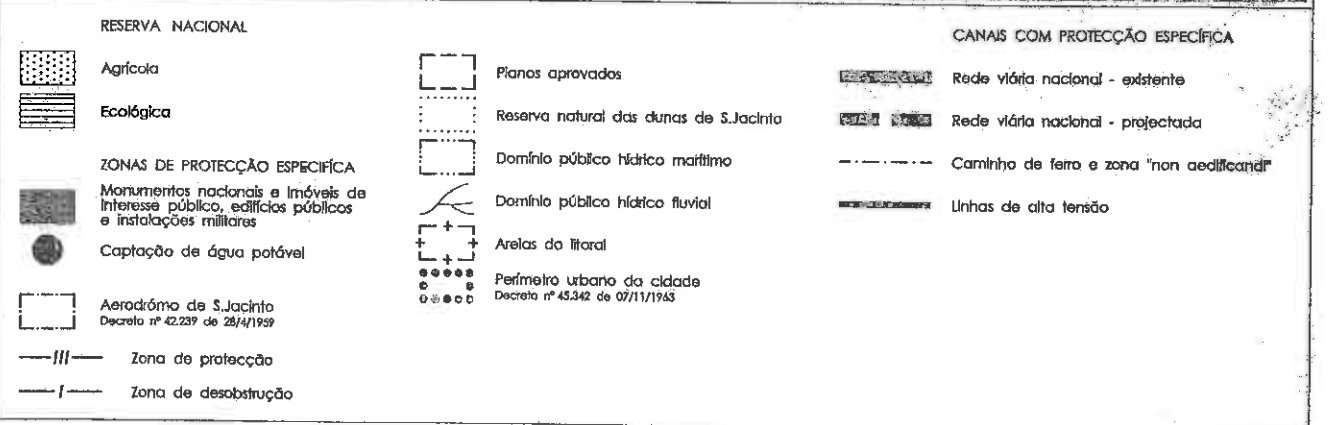 RESERVA NACIONAL
Agrícola
Ecológica
ZONAS DE PROTECÇÃO ESPECIFÍCA
Monumentos nacionais e Imóveis de
Interesse público, edifícios públicos
e instalações militares
Captação de água potável
Aerodrómo de S.Jacinto
Decreto nº 42.239 de 28/4/1959
Zona de protecção
Zona de desobstrução
Planos aprovados
Reserva natural das dunas de S.Jacinto
Domínio público hídrico marítimo
Domínio público hídrico fluvial
Areias do litoral
Perímetro urbano da cidade
Decreto nº 45.342 de 07/11/1963
CANAIS COM PROTECÇÃO ESPECÍFICA
Rede viária nacional - existente
Rede viária nacional - projectada
Caminho de ferro e zona "non aedificandi"
Linhas de alta tensão